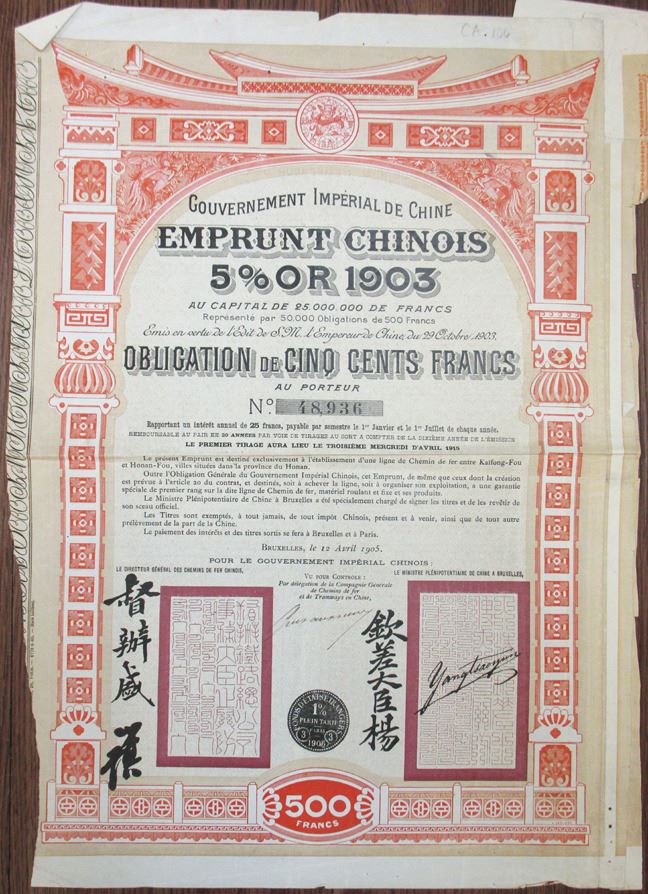 CA. 106
GOUVERNEMENT IMPÉRIAL DE CHINE
EMPRUNT CHINOIS
5% OR 1903
AU CAPITAL DE 25.000.000 DE FRANCS
Représenté par 50.000 Obligations de 500 Francs
Emis en vertu de l'Édit de S.M. l'Empereur de Chine, du 29 Octobre 1903.
OBLIGATION DE CINQ CENTS FRANCS
AU PORTEUR
No. 48,936
Rapportant un intérêt annuel de 25 francs, payable par semestre le 1er Janvier et le 1er Juillet de chaque année.
REMBOURSABLE AU PAIR EN 20 ANNÉES PAR VOIE DE TIRAGES AU SORT A COMPTER DE LA DIXIÈME ANNÉE DE L'ÉMISSION
LE PREMIER TIRAGE AURA LIEU LE TROISIÈME MERCREDI D'AVRIL 1915
Le présent Emprunt est destiné exclusivement à l'établissement d'une ligne de Chemin de fer entre Kaifong-Fou
et Honan-Fou, villes situées dans la province du Honan.
Outre l'Obligation Générale du Gouvernement Impérial Chinois, cet Emprunt, de même que ceux dont la création
est prévue à l'article 20 du contrat, et destinés, soit à achever la ligne, soit à organiser son exploitation, a une garantie
spéciale de premier rang sur la dite ligne de Chemin de fer, matériel roulant et fixe et ses produits.
Le Ministre Plénipotentiaire de Chine à Bruxelles a été spécialement chargé de signer les titres et de les revêtir de
son sceau officiel.
Les Titres sont exemptés, à tout jamais, de tout impôt Chinois, présent et à venir, ainsi que de tout autre
prélèvement de la part de la Chine.
Le paiement des intérêts et des titres sortis se fera à Bruxelles et à Paris.
BRUXELLES, le 12 Avril 1905.
POUR LE GOUVERNEMENT IMPÉRIAL CHINOIS :
LE DIRECTEUR GÉNÉRAL DES CHEMINS DE FER CHINOIS,
VU POUR CONTRÔLE :
Par délégation de la Compagnie Générale
de Chemins de fer
et de Tramways en Chine,
LE MINISTRE PLÉNIPOTENTIAIRE DE CHINE A BRUXELLES,
督辦盛
欽差大臣楊
Yangtsaoyun
FONDS D'ETATS ETRANGERS
1%
PLEIN TARIF
3 3
1906
500
FRANCS